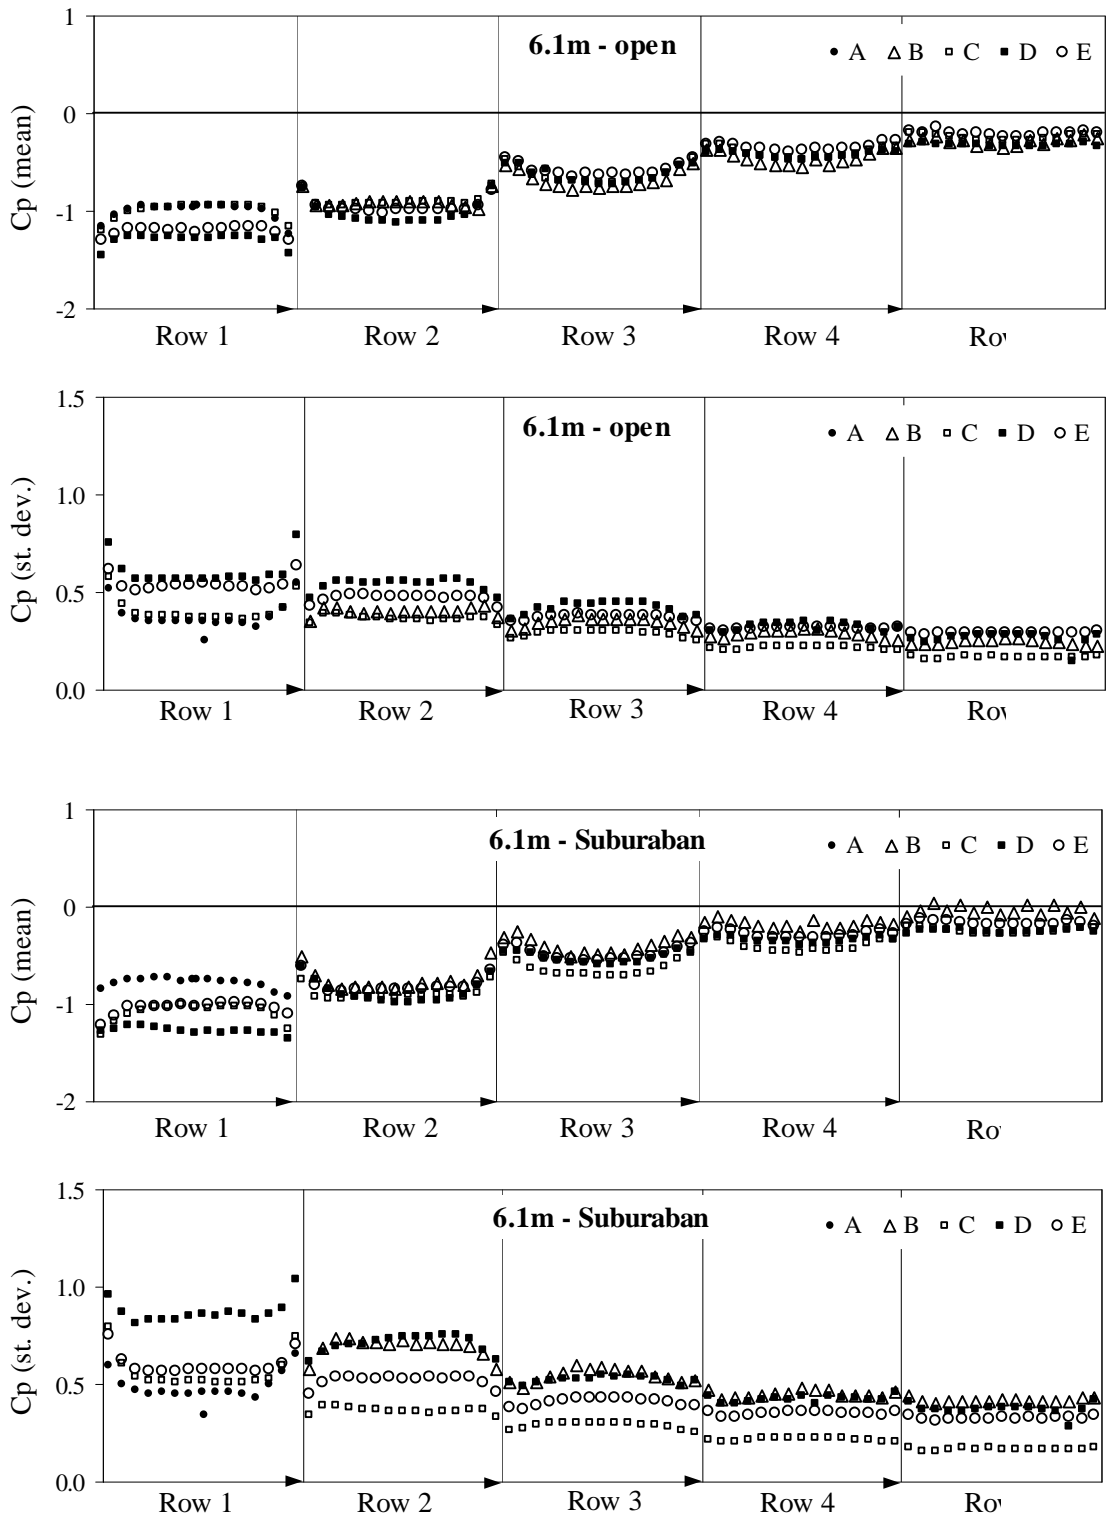 1
6.1m - open
A B C D E
0
Cp (mean)
-1
-2
Row 1 Row 2 Row 3 Row 4 Row
1.5
6.1m - open
A B C D E
1.0
Cp (st. dev.)
0.5
0.0
Row 1 Row 2 Row 3 Row 4 Row
1
6.1m - Suburaban
A B C D E
0
Cp (mean)
-1
-2
Row 1 Row 2 Row 3 Row 4 Ro
1.5
6.1m - Suburaban
A B C D E
1.0
Cp (st. dev.)
0.5
0.0
Row 1 Row 2 Row 3 Row 4 Row